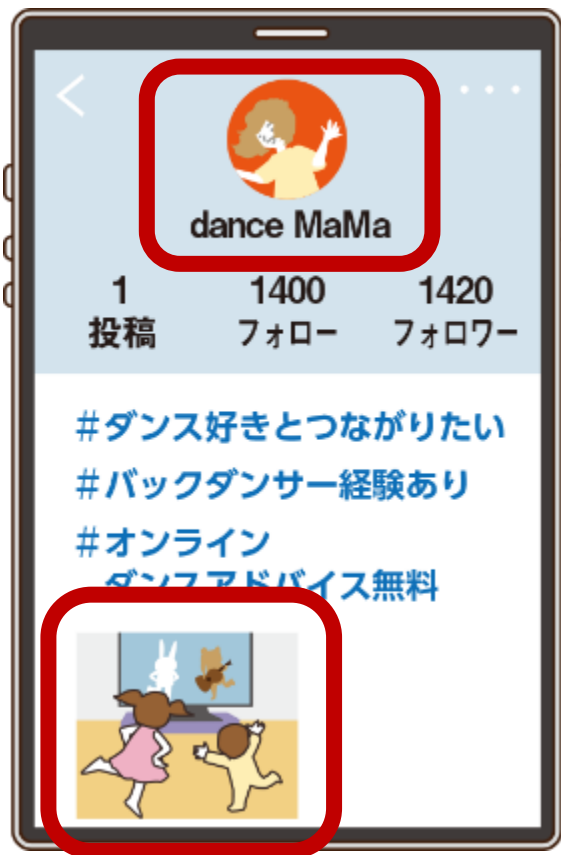 dance MaMa
1 1400 1420
投稿 フォロー フォロワー
#ダンス好きとつながりたい
#バックダンサー経験あり
#オンライン
ダンスアドバイス無料